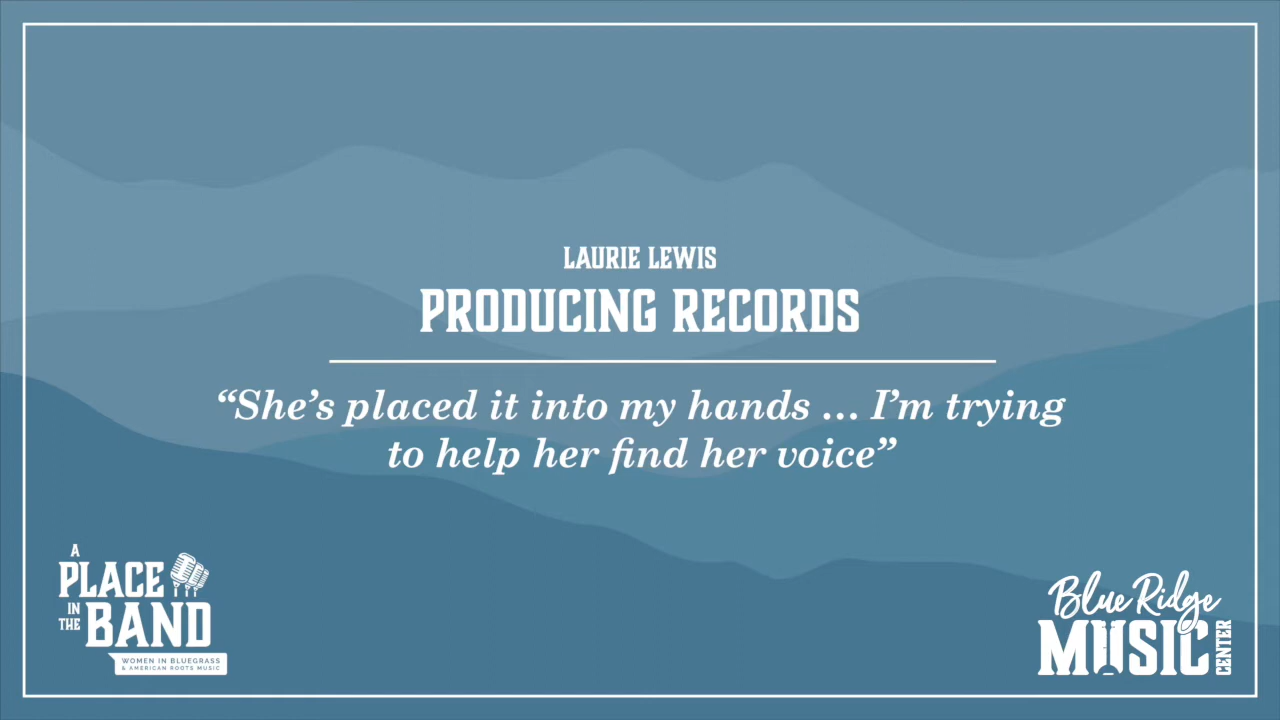 LAURIE LEWIS
PRODUCING RECORDS
“She’s placed it into my hands ... I’m trying
to help her find her voice”
A
PLACE
IN
THE
BAND
WOMEN IN BLUEGRASS
& AMERICAN ROOTS MUSIC
Blue Ridge
MUSIC
CENTER